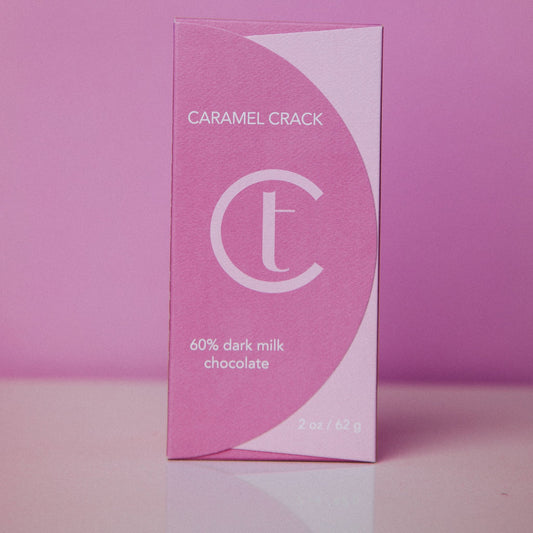 CARAMEL CRACK
Ct
60% dark milk
chocolate
2 oz / 62 g